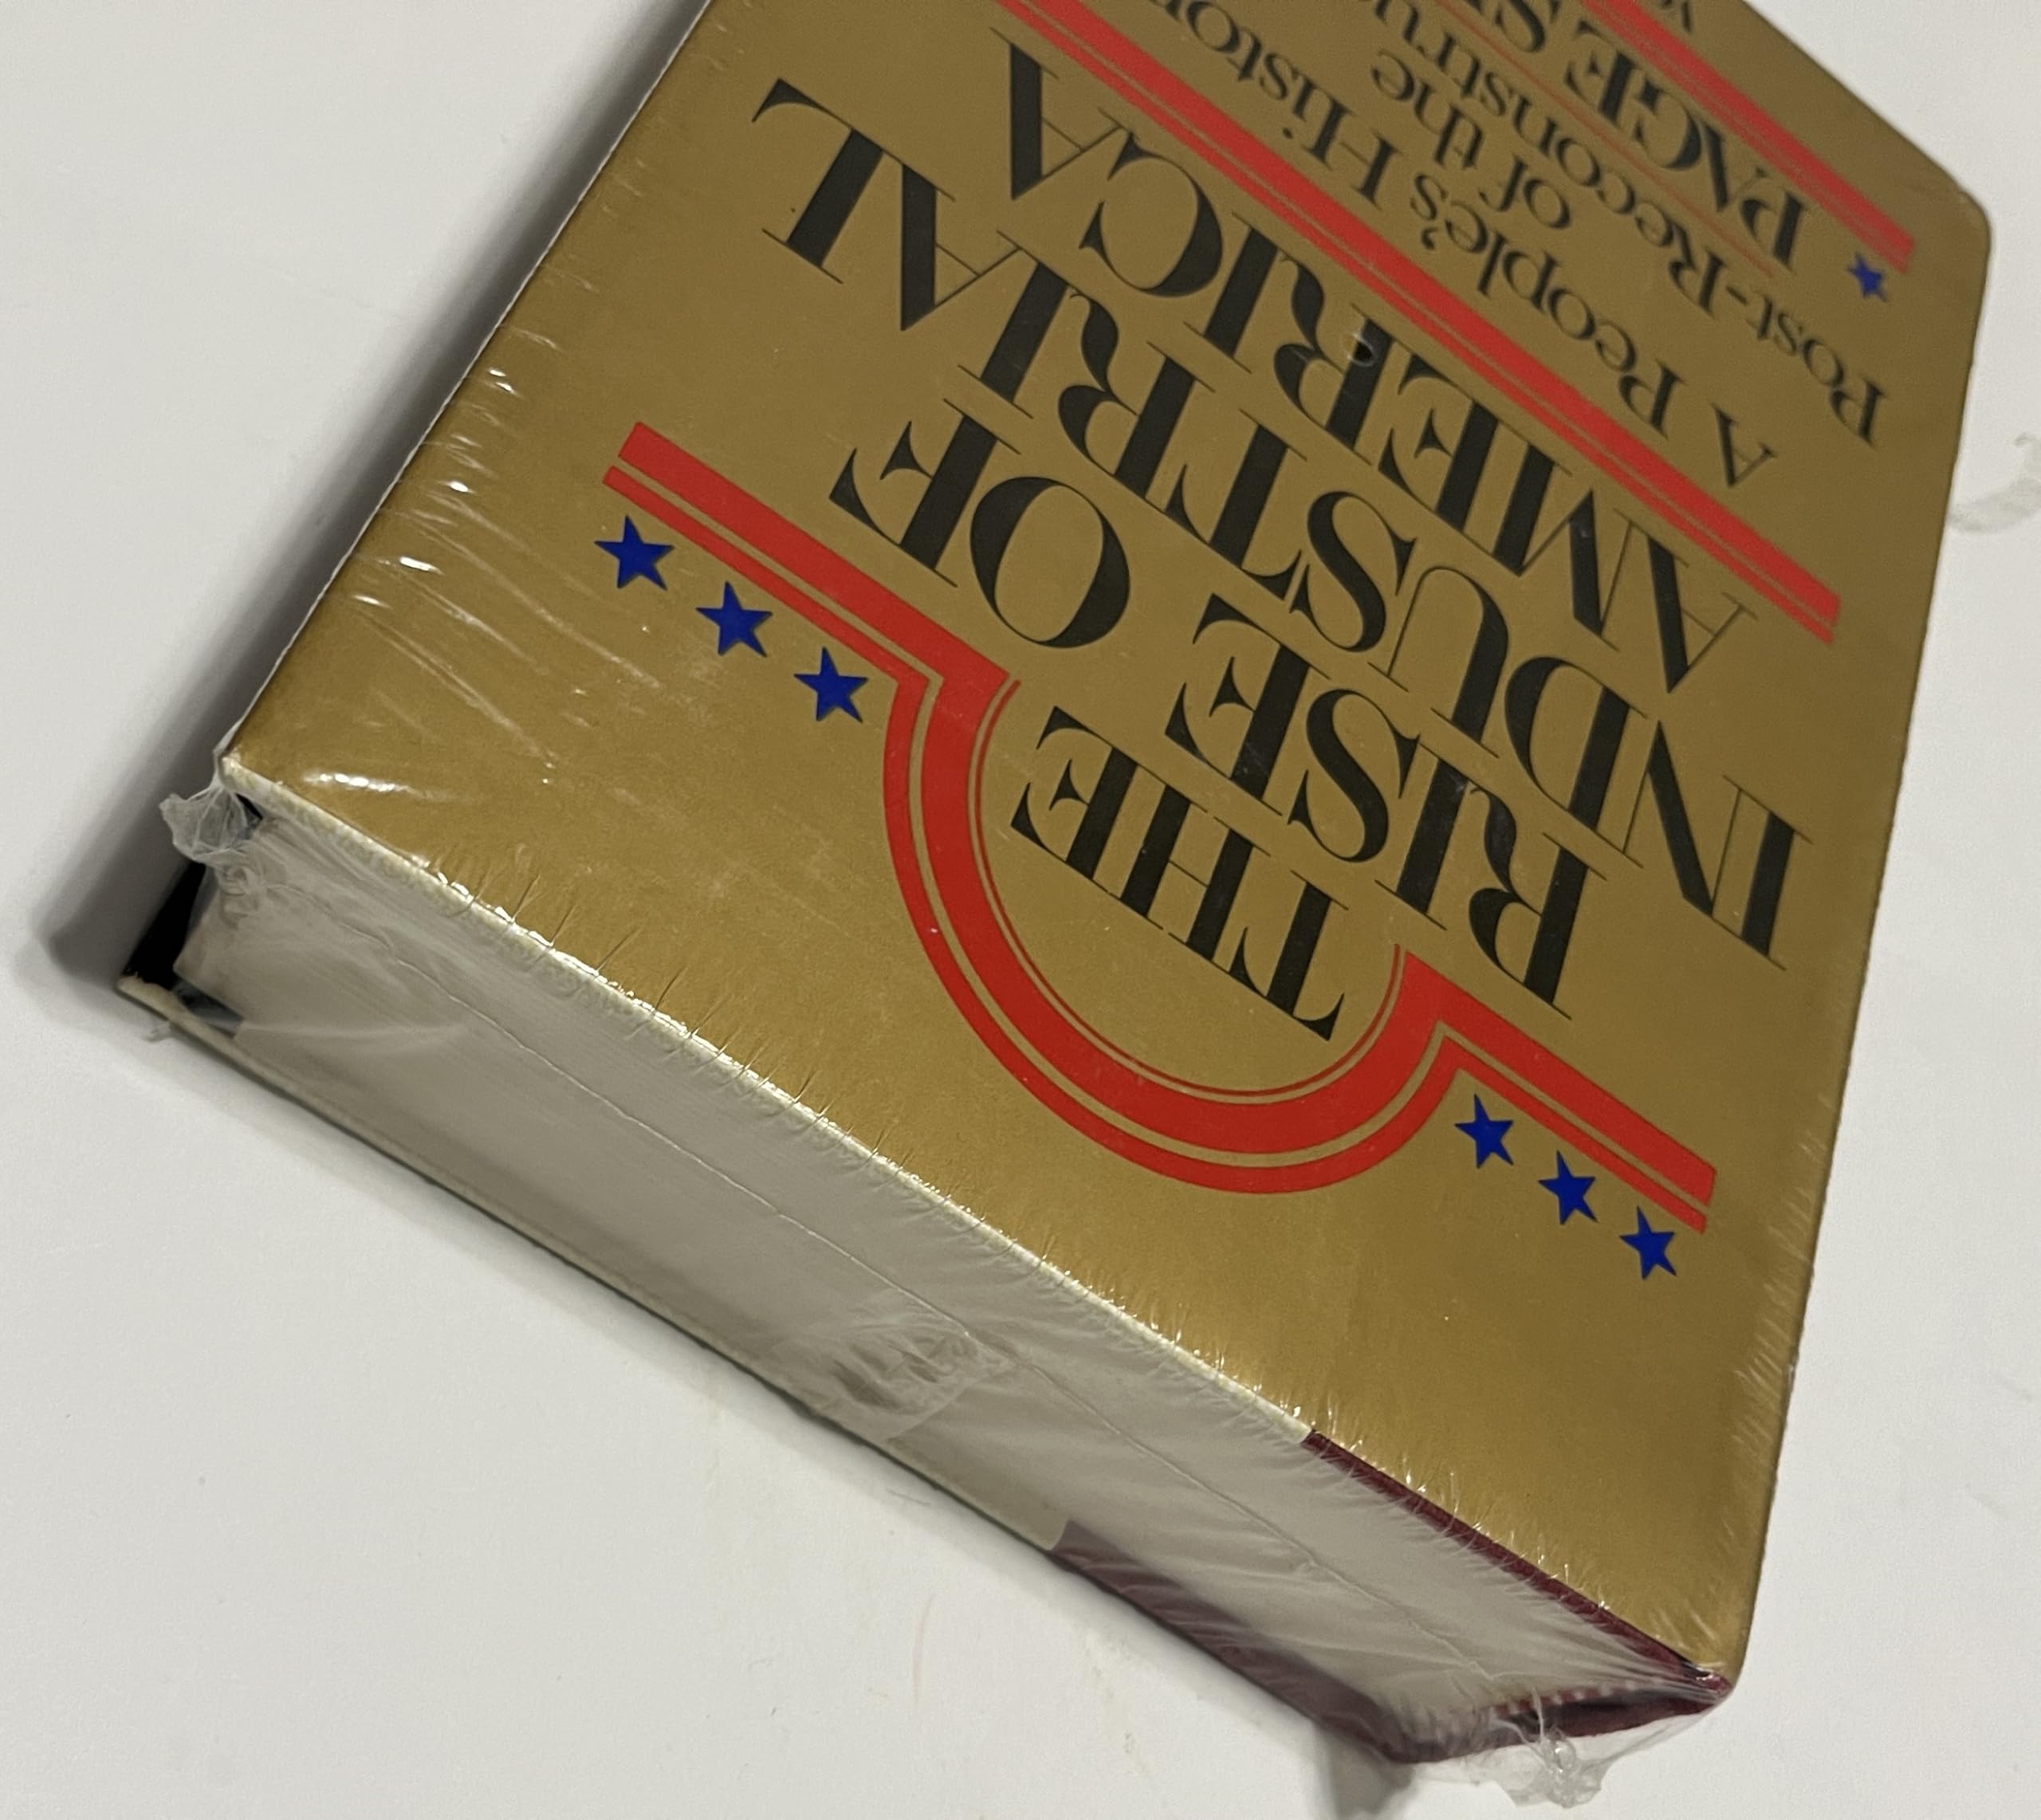 THE
RISE OF
INDUSTRIAL
AMERICA
A People's
of the
PAGE